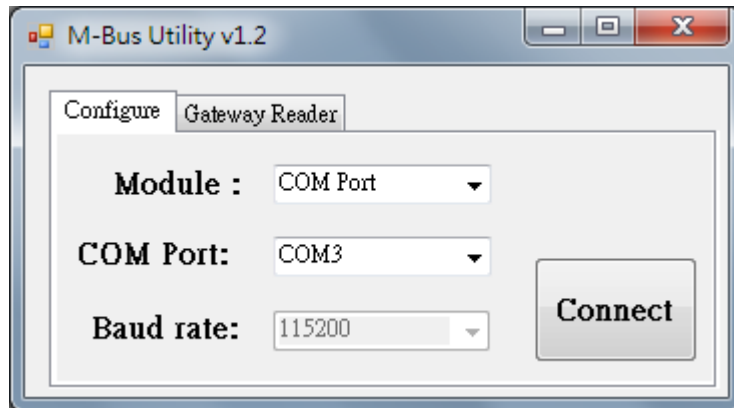 M-Bus Utility v1.2
Configure Gateway Reader
Module : COM Port
COM Port: COM3
Baud rate: 115200
Connect